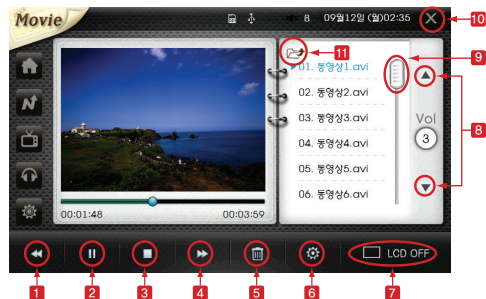 Movie
8 09월12일 (월)02:35
10
11
9
01. 동영상1.avi
02. 동영상2.avi
03. 동영상3.avi
04. 동영상4.avi
05. 동영상5.avi
06. 동영상6.avi
Vol
3
8
00:01:48 00:03:59
LCD OFF
1 2 3 4 5 6 7